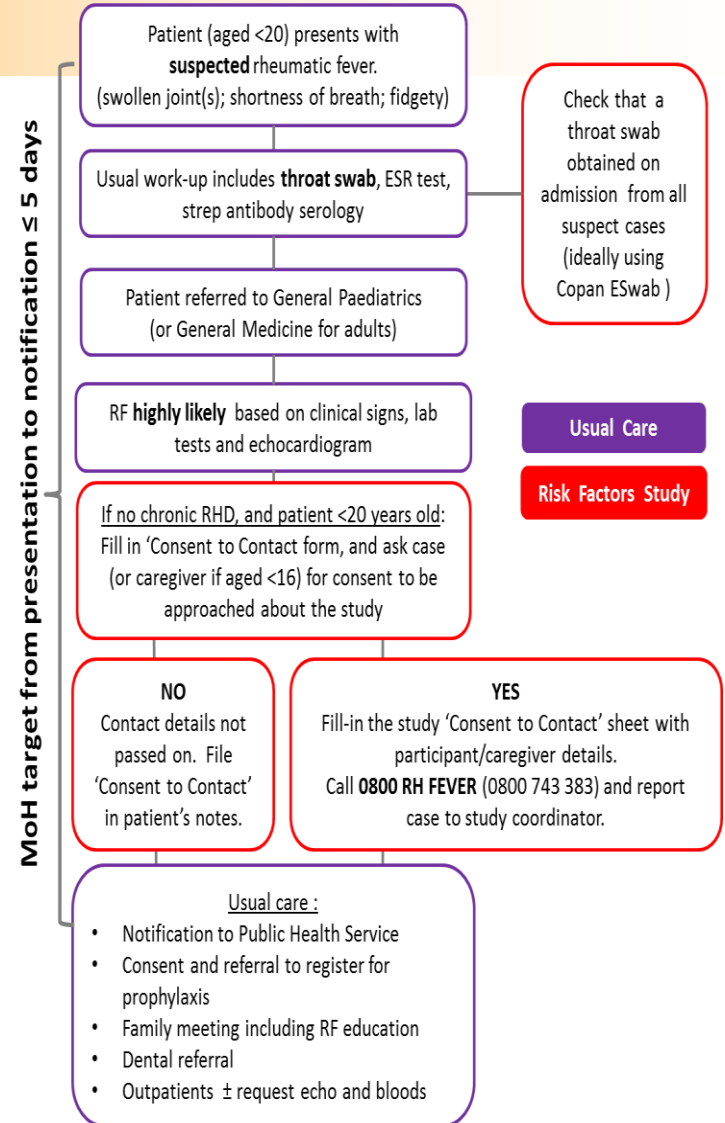 MoH target from presentation to notification ≤ 5 days
Patient (aged <20) presents with
suspected rheumatic fever.
(swollen joint(s); shortness of breath; fidgety)
Usual work-up includes throat swab, ESR test,
strep antibody serology
Check that a
throat swab
obtained on
admission from all
suspect cases
(ideally using
Copan ESwab )
Patient referred to General Paediatrics
(or General Medicine for adults)
RF highly likely based on clinical signs, lab
tests and echocardiogram
Usual Care
Risk Factors Study
If no chronic RHD, and patient <20 years old:
Fill in ‘Consent to Contact form, and ask case
(or caregiver if aged <16) for consent to be
approached about the study
NO
Contact details not
passed on. File
‘Consent to Contact’
in patient’s notes.
YES
Fill-in the study ‘Consent to Contact’ sheet with
participant/caregiver details.
Call 0800 RH FEVER (0800 743 383) and report
case to study coordinator.
Usual care :
• Notification to Public Health Service
• Consent and referral to register for
prophylaxis
• Family meeting including RF education
• Dental referral
• Outpatients ± request echo and bloods